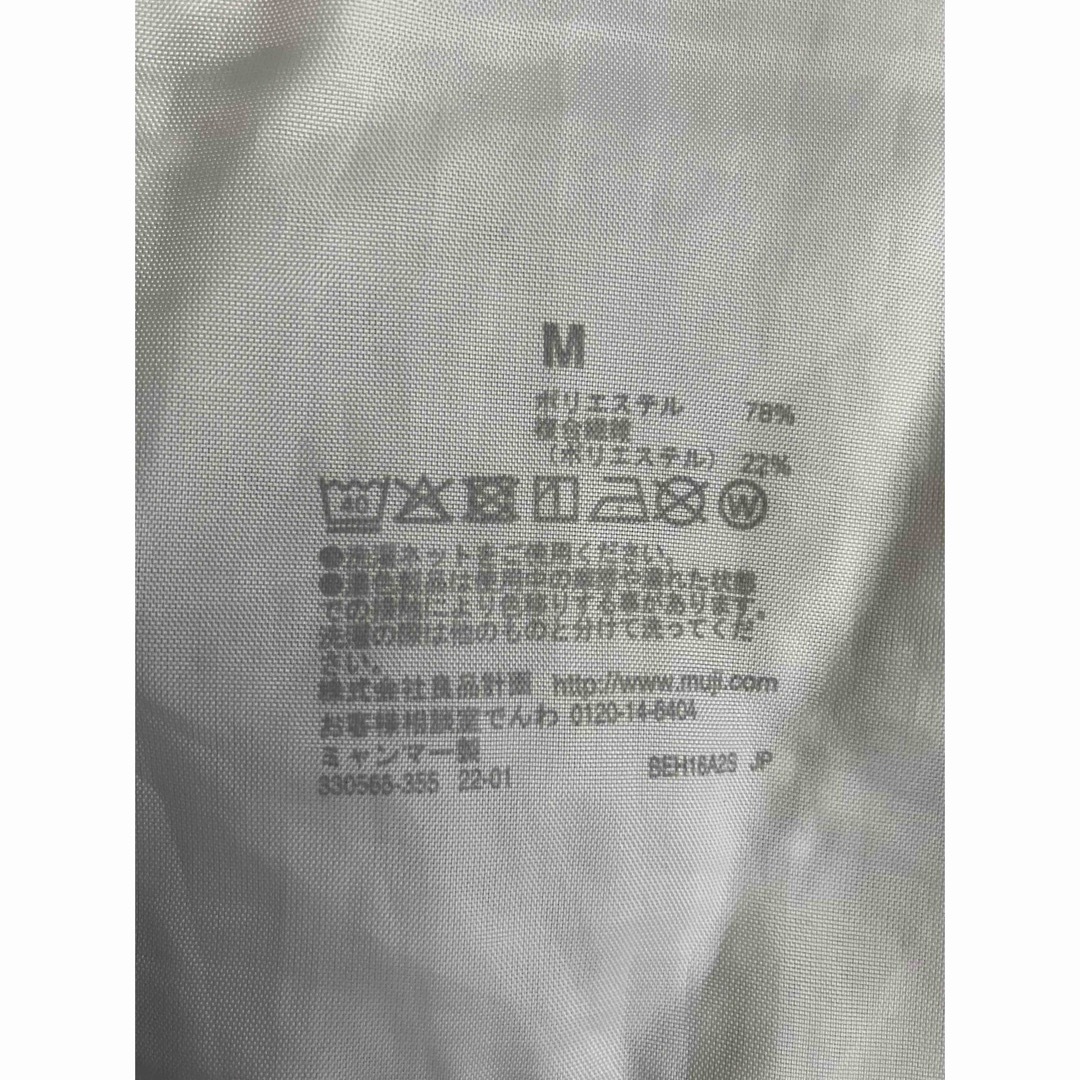 M
ポリエステル 78%
複合繊維
(ポリエステル) 22%
40
W
●洗濯ネットをご使用ください。
●着色製品は使用中の摩擦や濡れた状態
での接触により色移りする事があります。
洗濯の際は他のものと分けて洗ってくだ
さい。
株式会社良品計画 http://www.muji.com
お客様相談室でんわ 0120-14-6404
ミャンマー製
22-01 JP